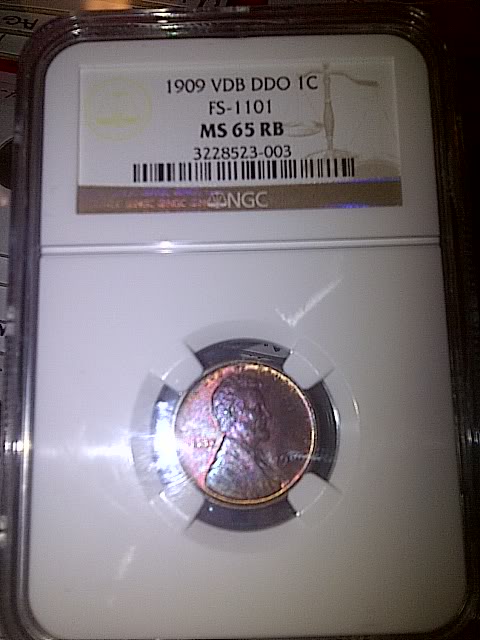 1909 VDB DDO 1C
FS-1101
MS 65 RB
3228523-003
NGC